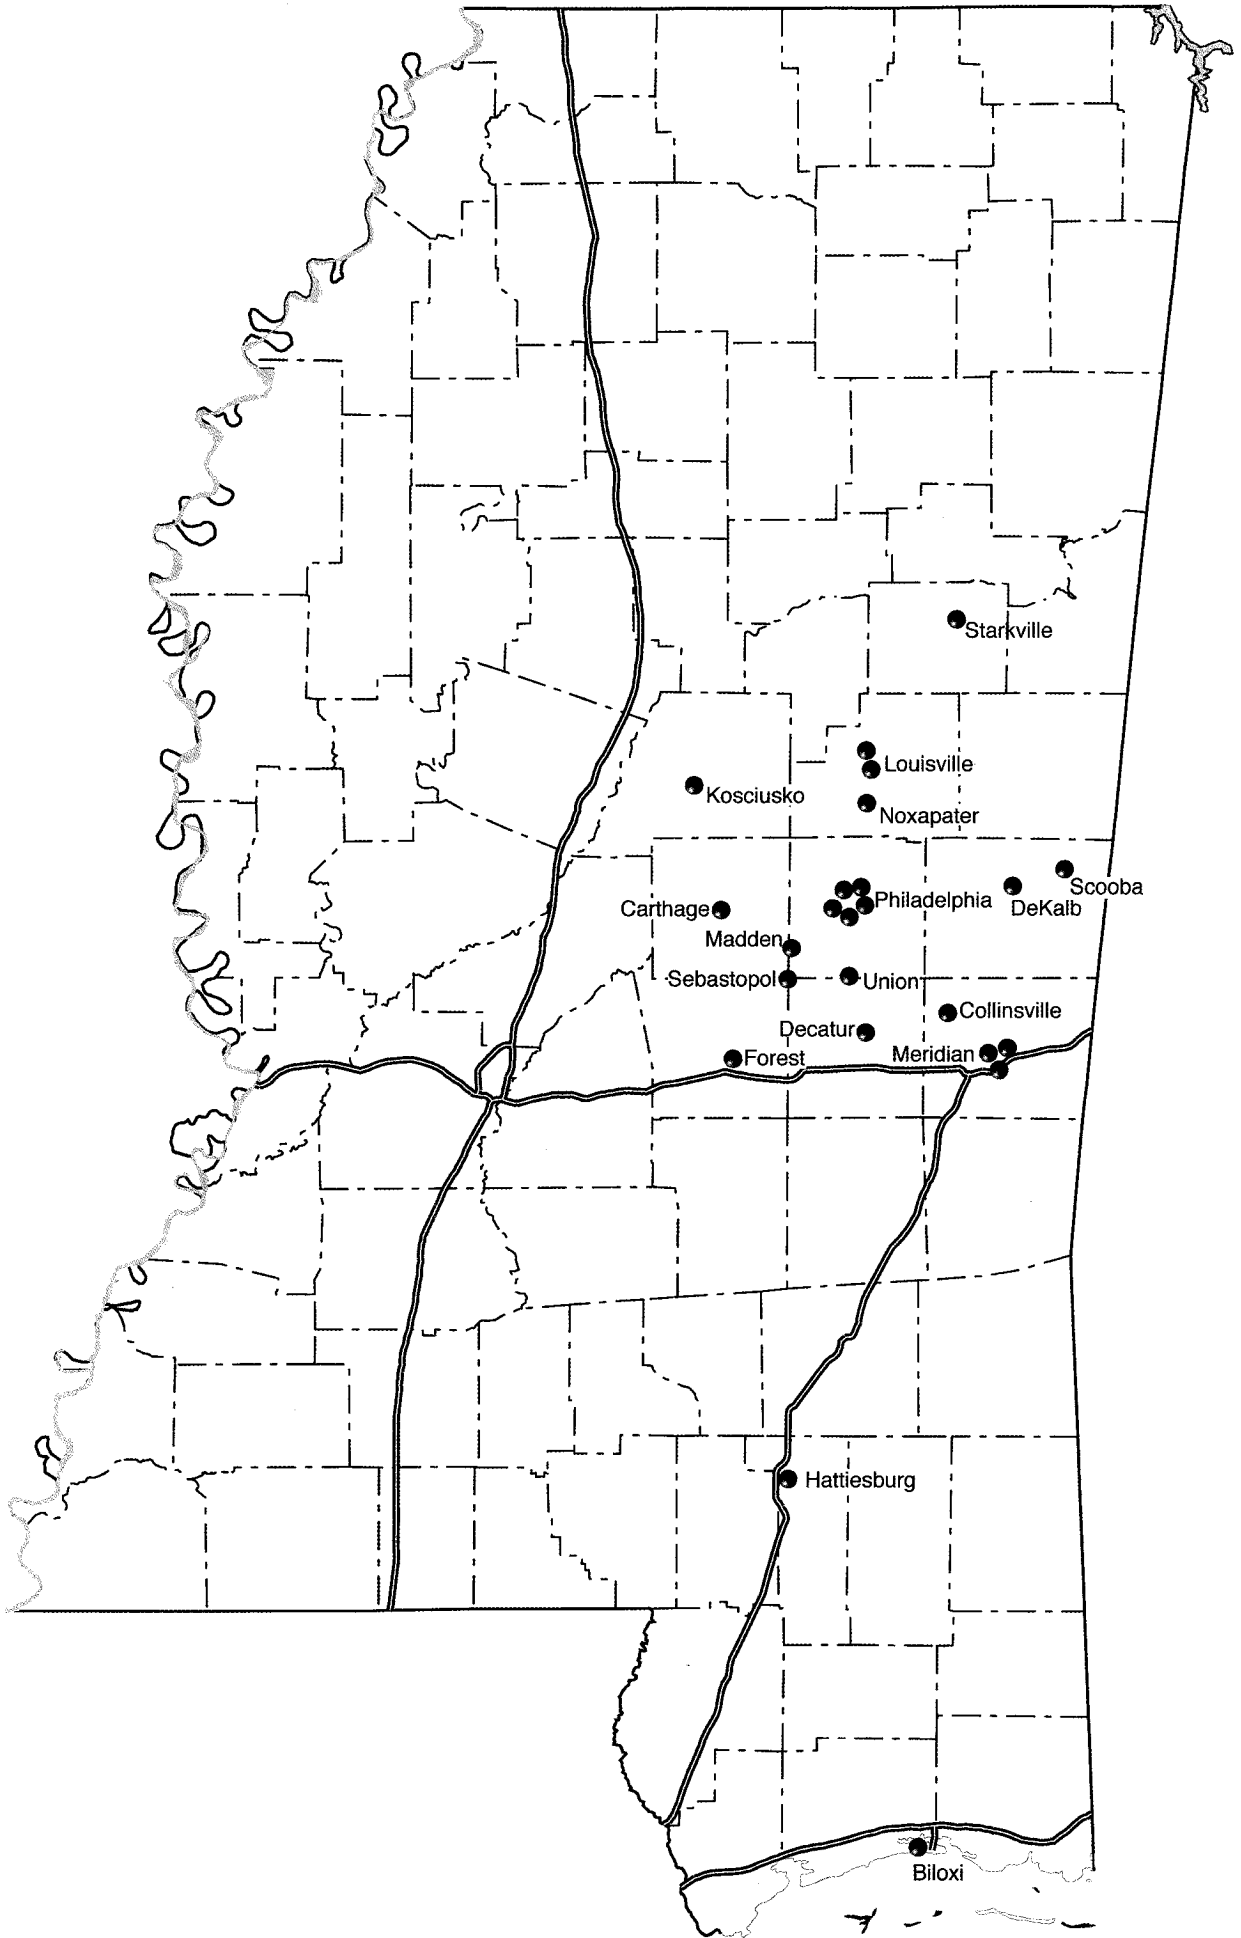 Starkville
Louisville
Kosciusko
Noxapater
Scooba
Philadelphia
DeKalb
Carthage
Madden
Sebastopol
Union
Collinsville
Decatur
Meridian
Forest
Hattiesburg
Biloxi